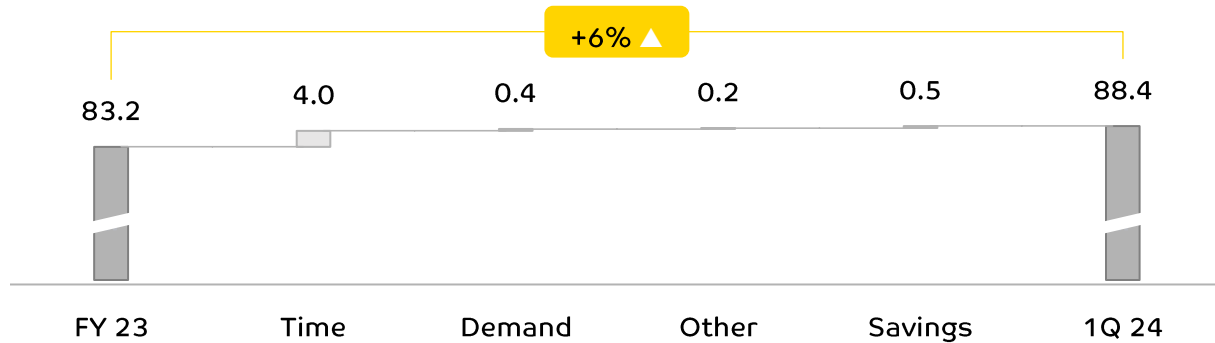 +6%
83.2
4.0
0.4
0.2
0.5
88.4
FY 23
Time
Demand
Other
Savings
1Q 24